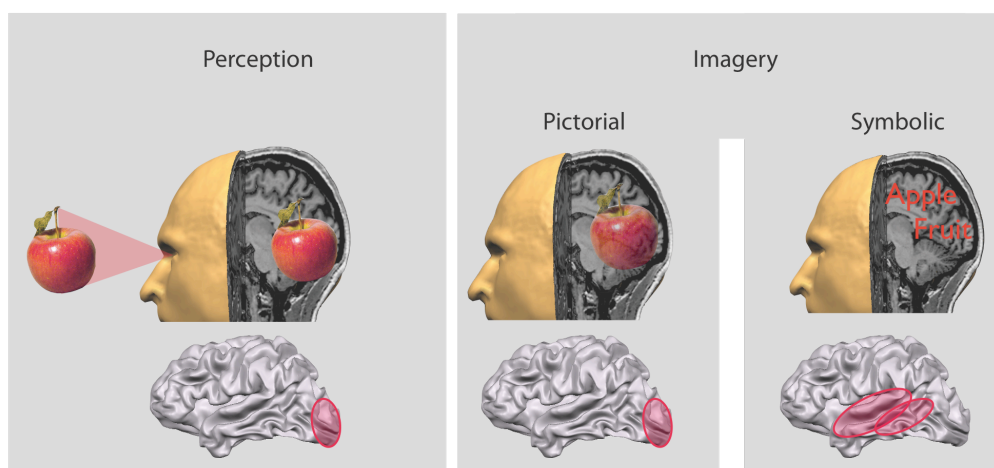 Perception
Imagery
Pictorial
Symbolic
Apple
Fruit